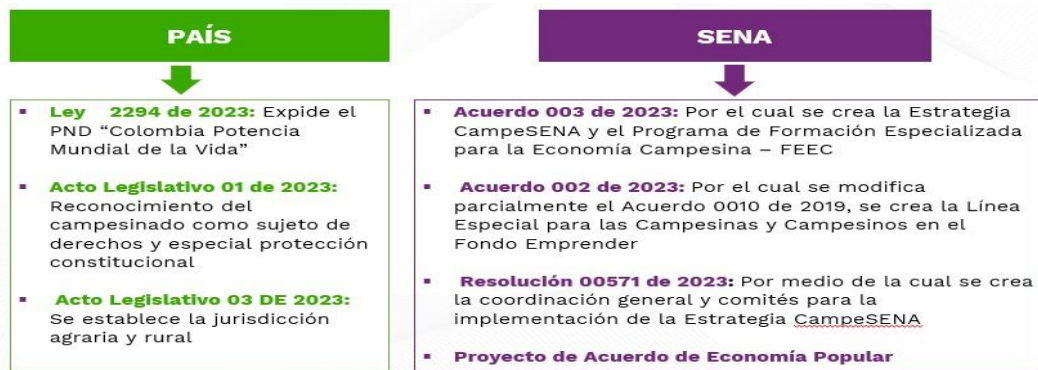 PAÍS
Ley 2294 de 2023: Expide el
PND “Colombia Potencia
Mundial de la Vida”
Acto Legislativo 01 de 2023:
Reconocimiento del
campesinado como sujeto de
derechos y especial protección
constitucional
Acto Legislativo 03 DE 2023:
Se establece la jurisdicción
agraria y rural
SENA
Acuerdo 003 de 2023: Por el cual se crea la Estrategia
CampeSENA y el Programa de Formación Especializada
para la Economía Campesina – FEEC
Acuerdo 002 de 2023: Por el cual se modifica
parcialmente el Acuerdo 0010 de 2019, se crea la Línea
Especial para las Campesinas y Campesinos en el
Fondo Emprender
Resolución 00571 de 2023: Por medio de la cual se crea
la coordinación general y comités para la
implementación de la Estrategia CampeSENA
Proyecto de Acuerdo de Economía Popular